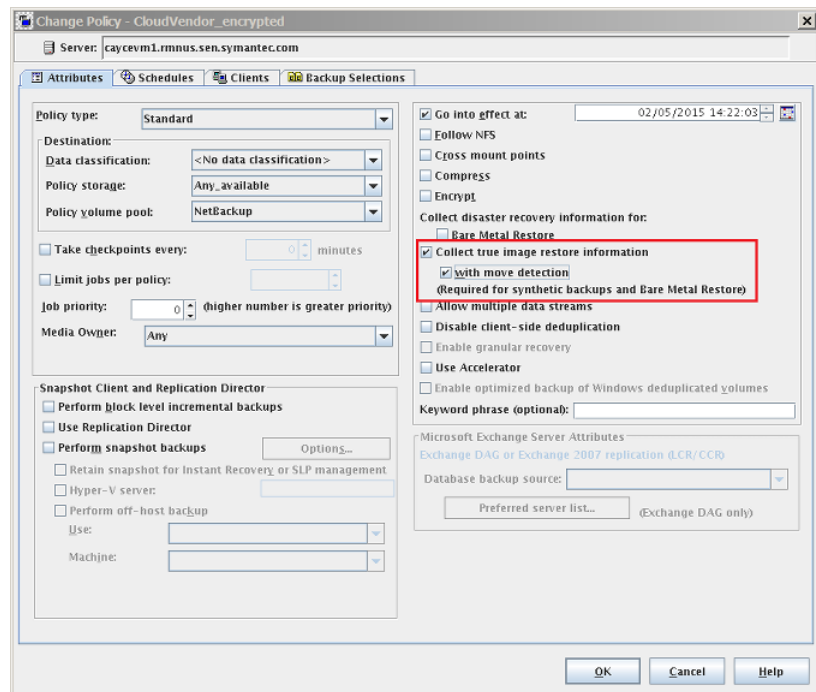 Change Policy - CloudVendor_encrypted
Server: caycevm1.rmnus.sen.symantec.com
Attributes Schedules Clients Backup Selections
Policy type: Standard
Destination:
Data classification: <No data classification>
Policy storage: Any_available
Policy volume pool: NetBackup
Take checkpoints every: 0 minutes
Limit jobs per policy:
Job priority: 0 (higher number is greater priority)
Media Owner: Any
Snapshot Client and Replication Director
Perform block level incremental backups
Use Replication Director
Perform snapshot backups Options...
Retain snapshot for Instant Recovery or SLP management
Hyper-V server:
Perform off-host backup
Use:
Machine:
Go into effect at: 02/05/2015 14:22:03
Follow NFS
Cross mount points
Compress
Encrypt
Collect disaster recovery information for:
Bare Metal Restore
Collect true image restore information
with move detection
(Required for synthetic backups and Bare Metal Restore)
Allow multiple data streams
Disable client-side deduplication
Enable granular recovery
Use Accelerator
Enable optimized backup of Windows deduplicated volumes
Keyword phrase (optional):
Microsoft Exchange Server Attributes
Exchange DAG or Exchange 2007 replication (LCR/CCR)
Database backup source:
Preferred server list... (Exchange DAG only)
OK Cancel Help